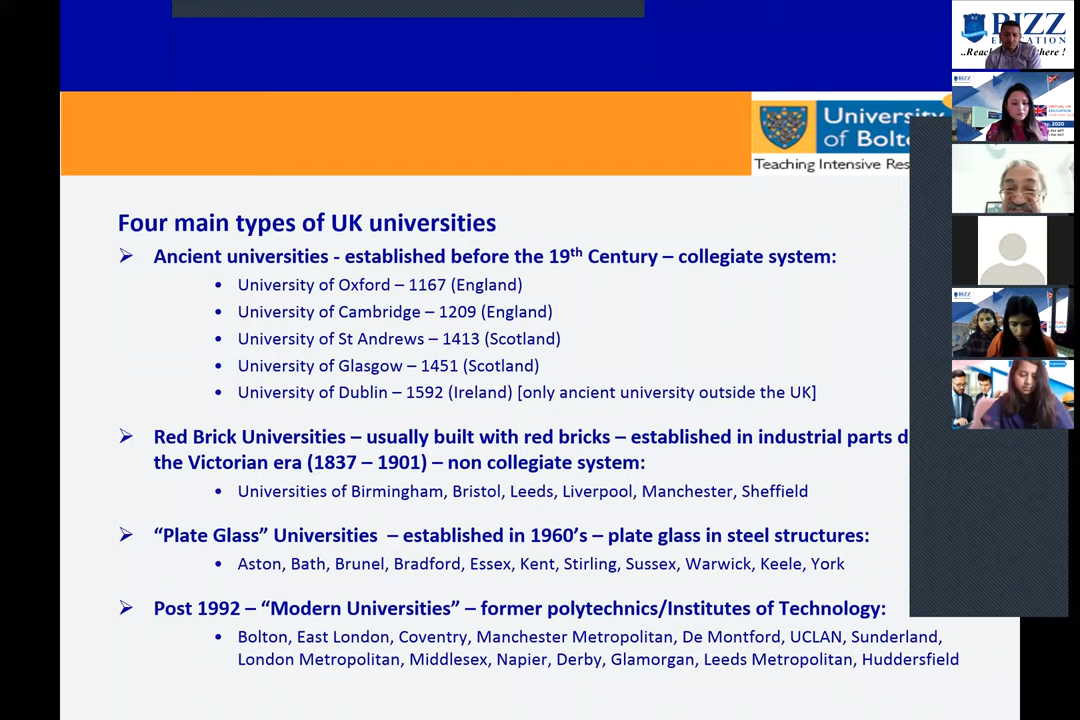 BIZZ
EDUCATION
..Reach here !
University
of Bolt
Teaching Intensive Res
Four main types of UK universities
Ancient universities - established before the 19th Century – collegiate system:
• University of Oxford – 1167 (England)
• University of Cambridge – 1209 (England)
• University of St Andrews – 1413 (Scotland)
• University of Glasgow – 1451 (Scotland)
• University of Dublin – 1592 (Ireland) [only ancient university outside the UK]
Red Brick Universities – usually built with red bricks – established in industrial parts d
the Victorian era (1837 – 1901) – non collegiate system:
• Universities of Birmingham, Bristol, Leeds, Liverpool, Manchester, Sheffield
“Plate Glass” Universities – established in 1960’s – plate glass in steel structures:
• Aston, Bath, Brunel, Bradford, Essex, Kent, Stirling, Sussex, Warwick, Keele, York
Post 1992 – “Modern Universities” – former polytechnics/Institutes of Technology:
• Bolton, East London, Coventry, Manchester Metropolitan, De Montford, UCLAN, Sunderland,
London Metropolitan, Middlesex, Napier, Derby, Glamorgan, Leeds Metropolitan, Huddersfield